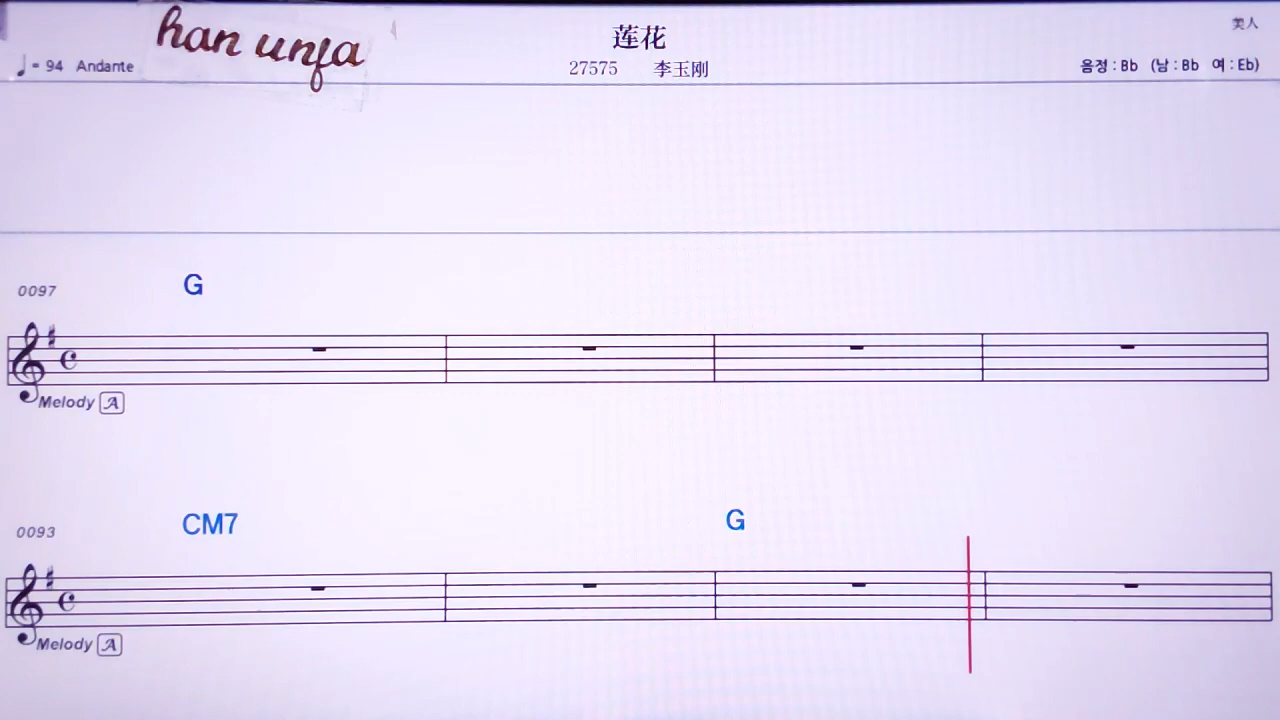 han unfa
莲花
美人
♩= 94 Andante
27575 李玉刚
음정 : Bb (남 : Bb 여 : Eb)
0097
G
Melody A
0093
CM7 G
Melody A